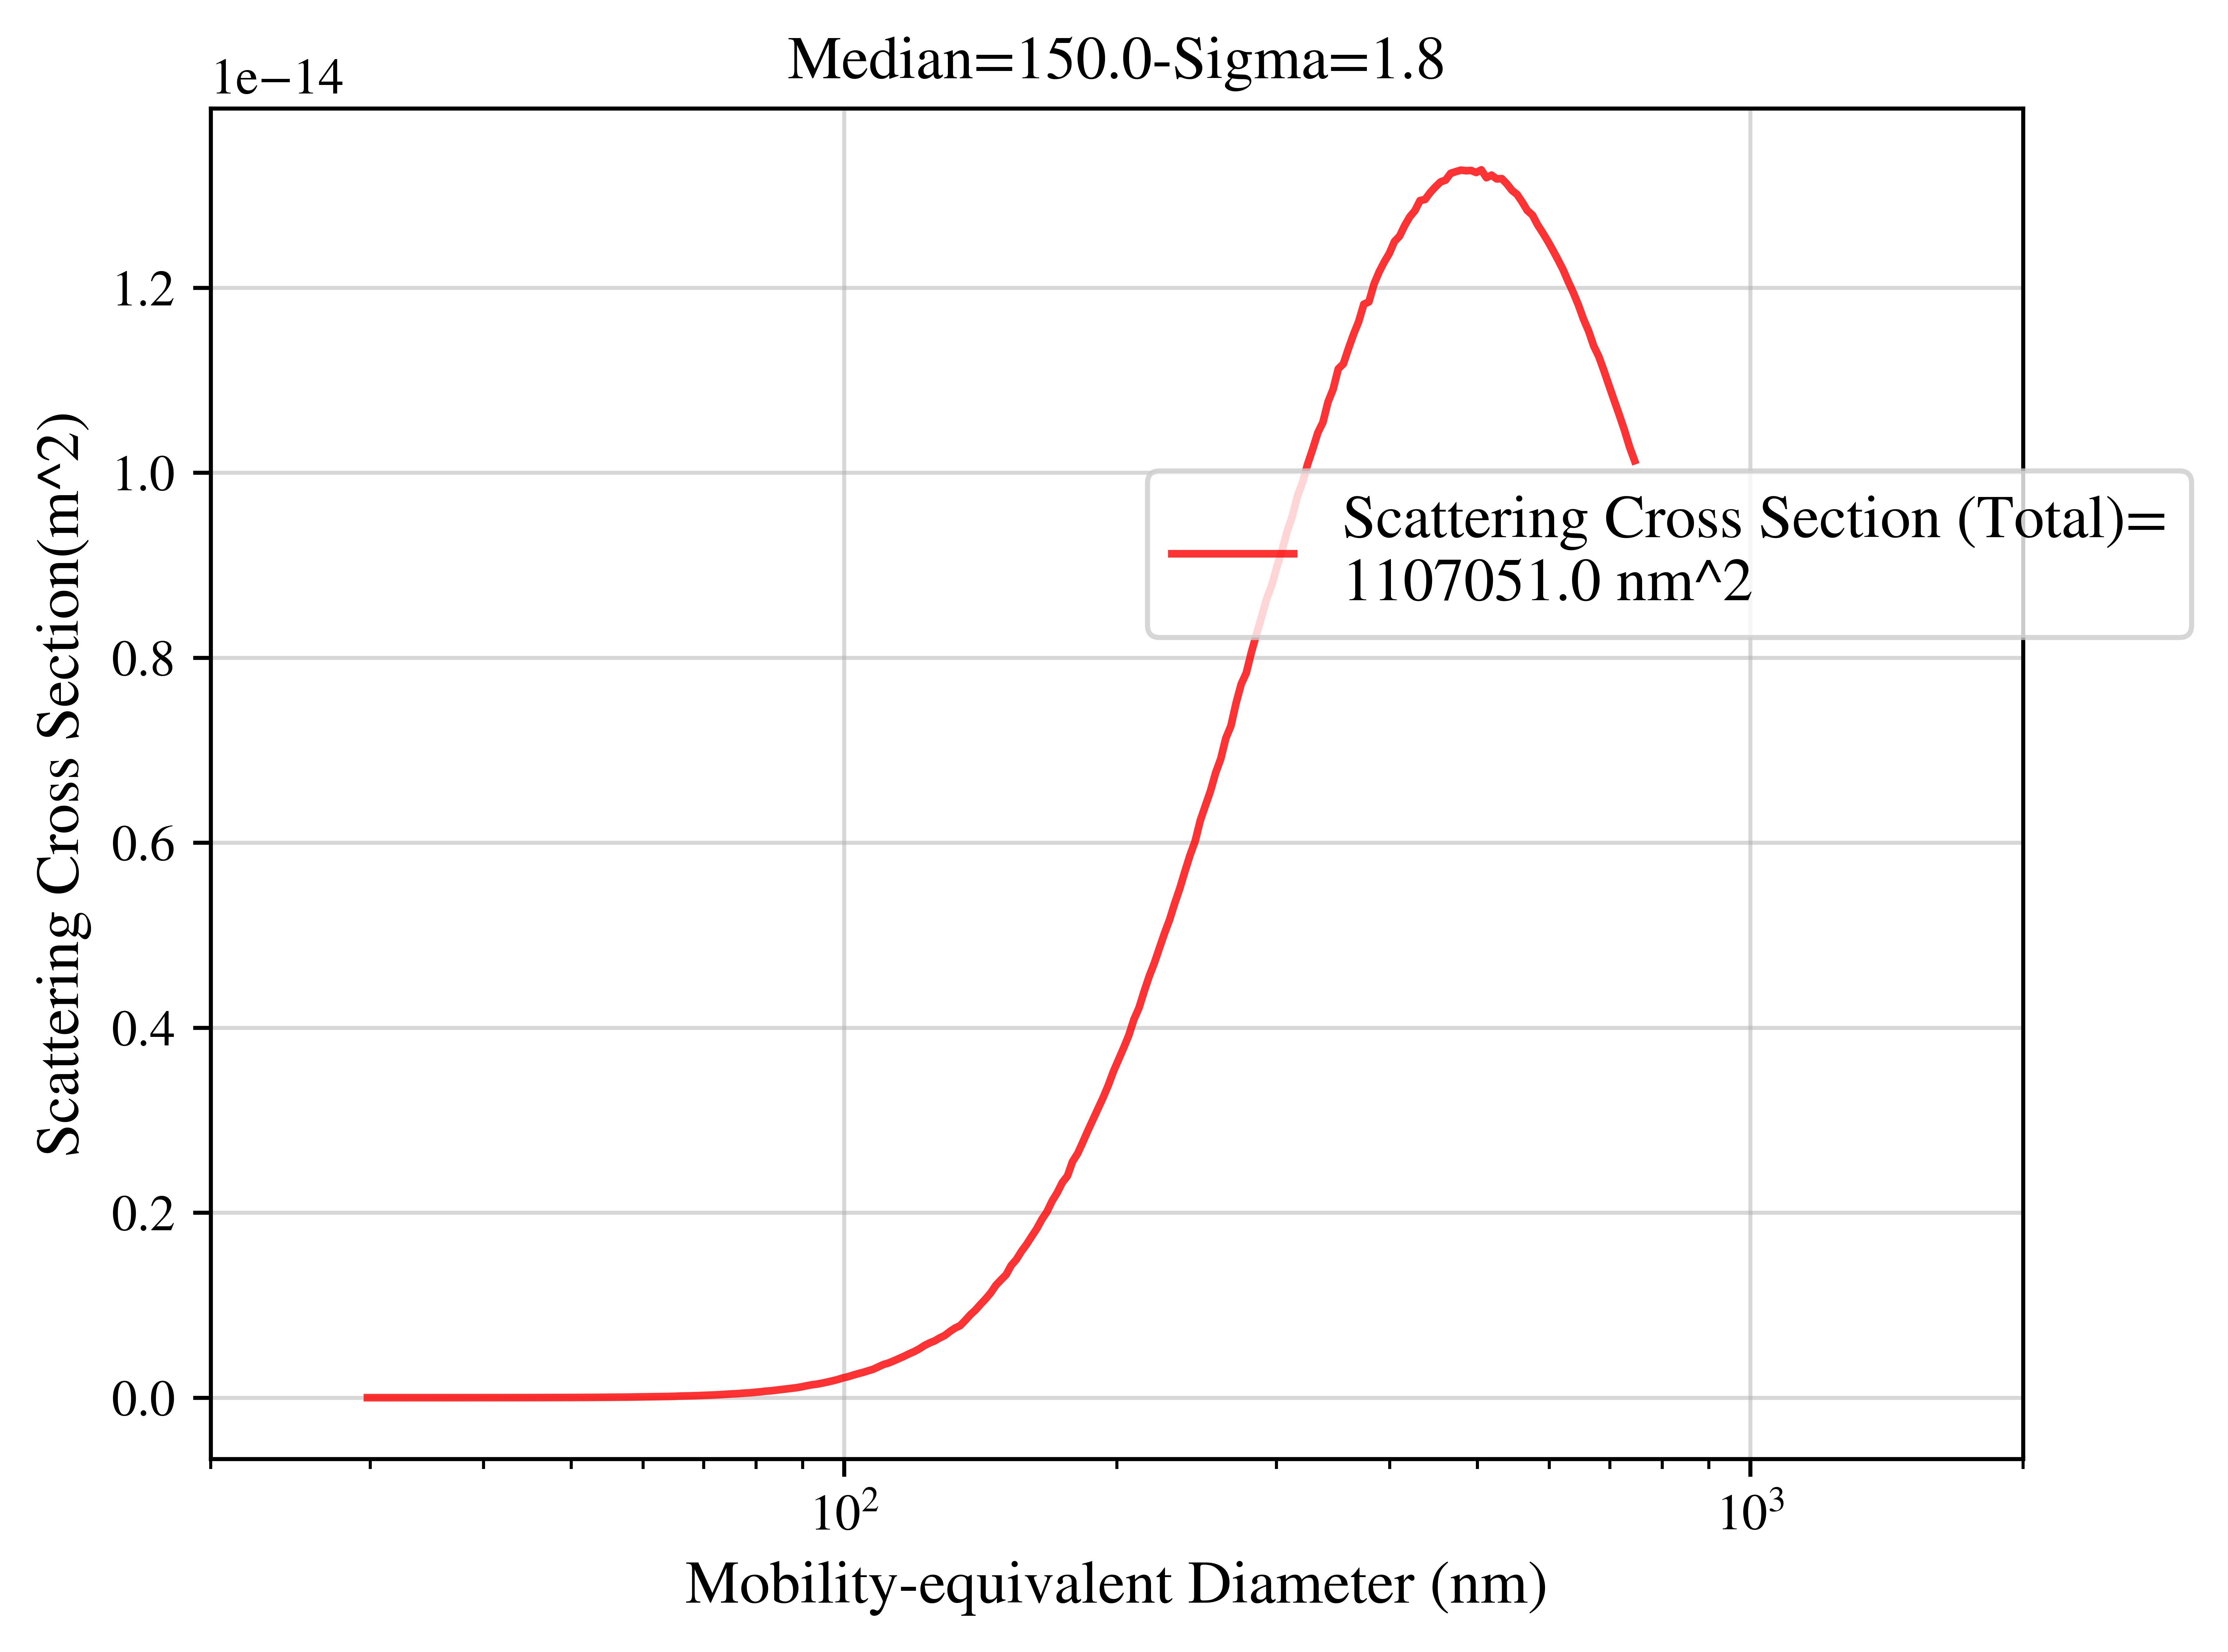 Median=150.0-Sigma=1.8
1e−14
1.2
1.0
0.8
0.6
0.4
0.2
0.0
Scattering Cross Section(m^2)
Scattering Cross Section (Total)=
1107051.0 nm^2
10²
10³
Mobility-equivalent Diameter (nm)